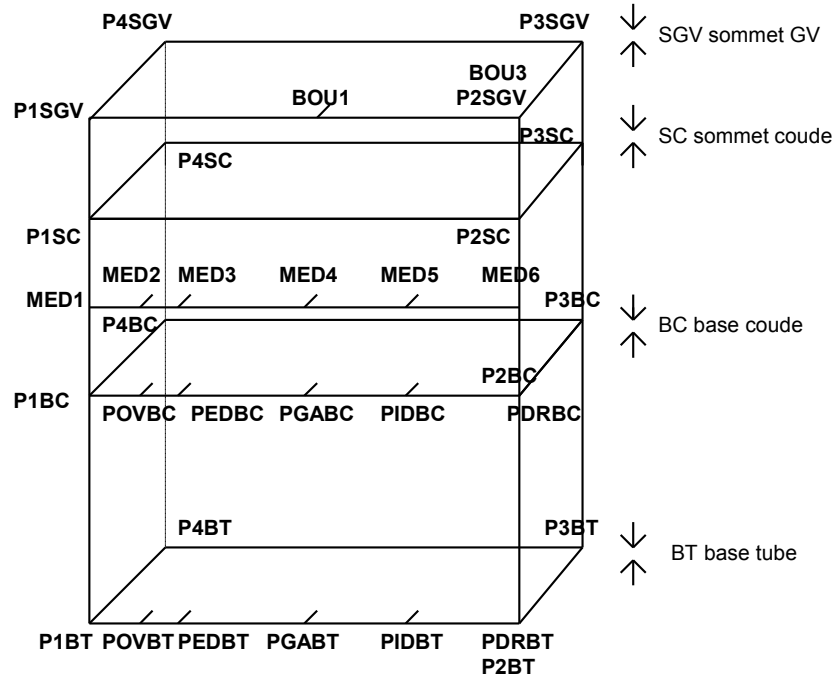 P4SGV P3SGV SGV sommet GV
BOU3
P1SGV BOU1 P2SGV
P3SC SC sommet coude
P4SC
P1SC P2SC
MED2 MED3 MED4 MED5 MED6
MED1 P3BC
P4BC BC base coude
P2BC
P1BC POVBC PEDBC PGABC PIDBC PDRBC
P4BT P3BT
BT base tube
P1BT POVBT PEDBT PGABT PIDBT PDRBT
P2BT